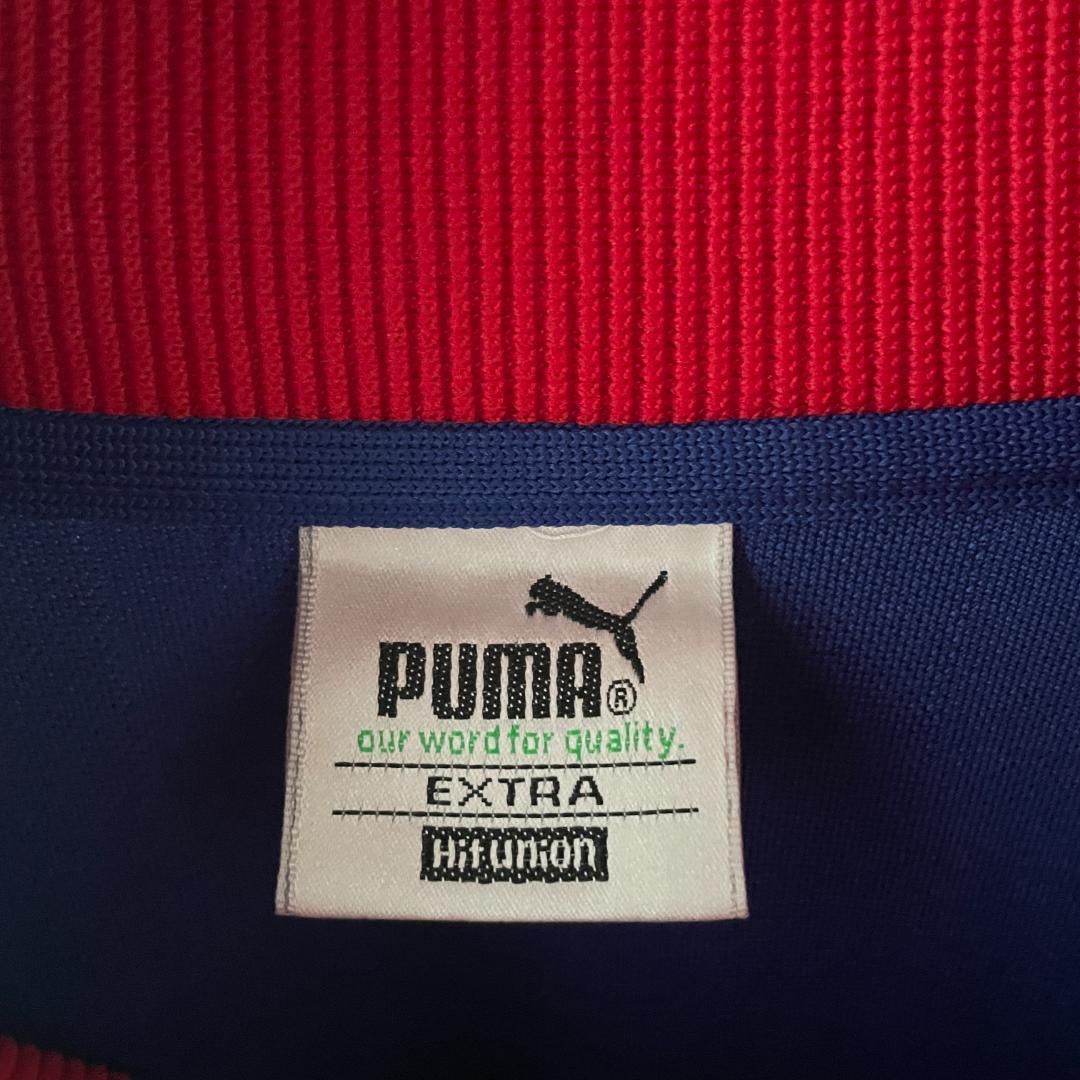 PUMA®
our word for quality.
EXTRA
Hit union